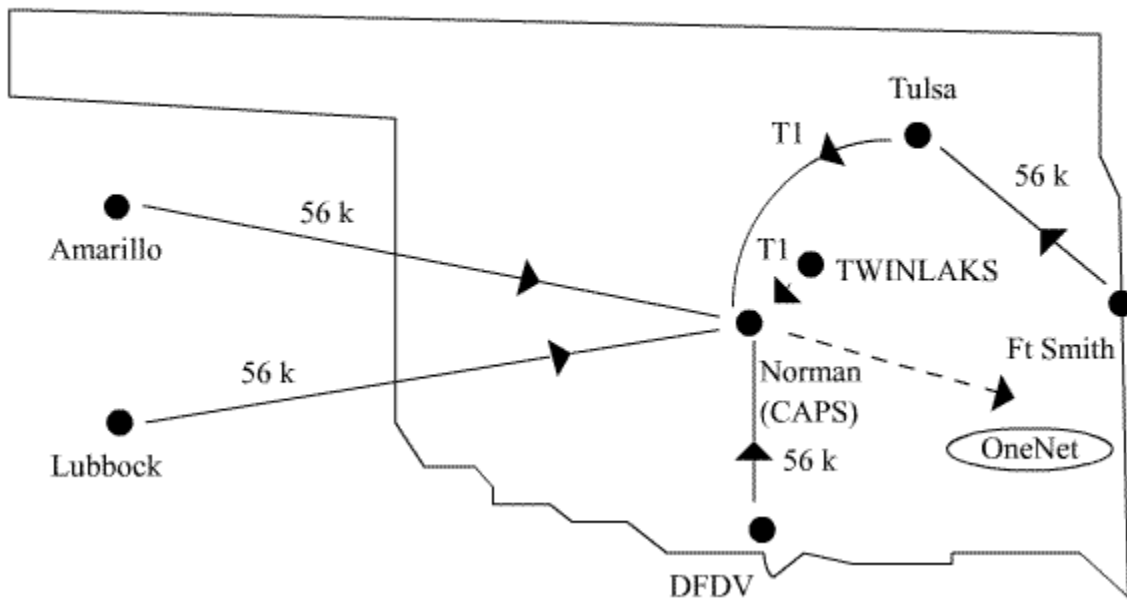 Tulsa
T1
56 k
56 k
Amarillo
T1
TWINLAKS
Ft Smith
56 k
Norman
(CAPS)
Lubbock
OneNet
56 k
DFDV